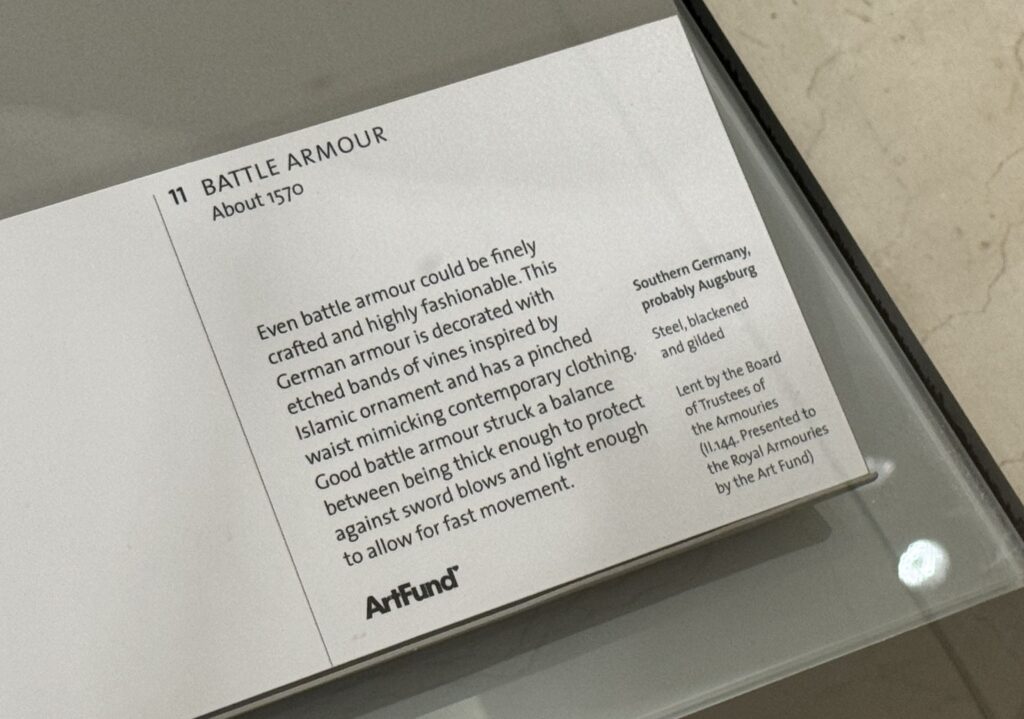 11 BATTLE ARMOUR
About 1570
Even battle armour could be finely
crafted and highly fashionable. This
German armour is decorated with
etched bands of vines inspired by
Islamic ornament and has a pinched
waist mimicking contemporary clothing.
Good battle armour struck a balance
between being thick enough to protect
against sword blows and light enough
to allow for fast movement.
Southern Germany,
probably Augsburg
Steel, blackened
and gilded
Lent by the Board
of Trustees of
the Armouries
(II.144. Presented to
the Royal Armouries
by the Art Fund)
ArtFund